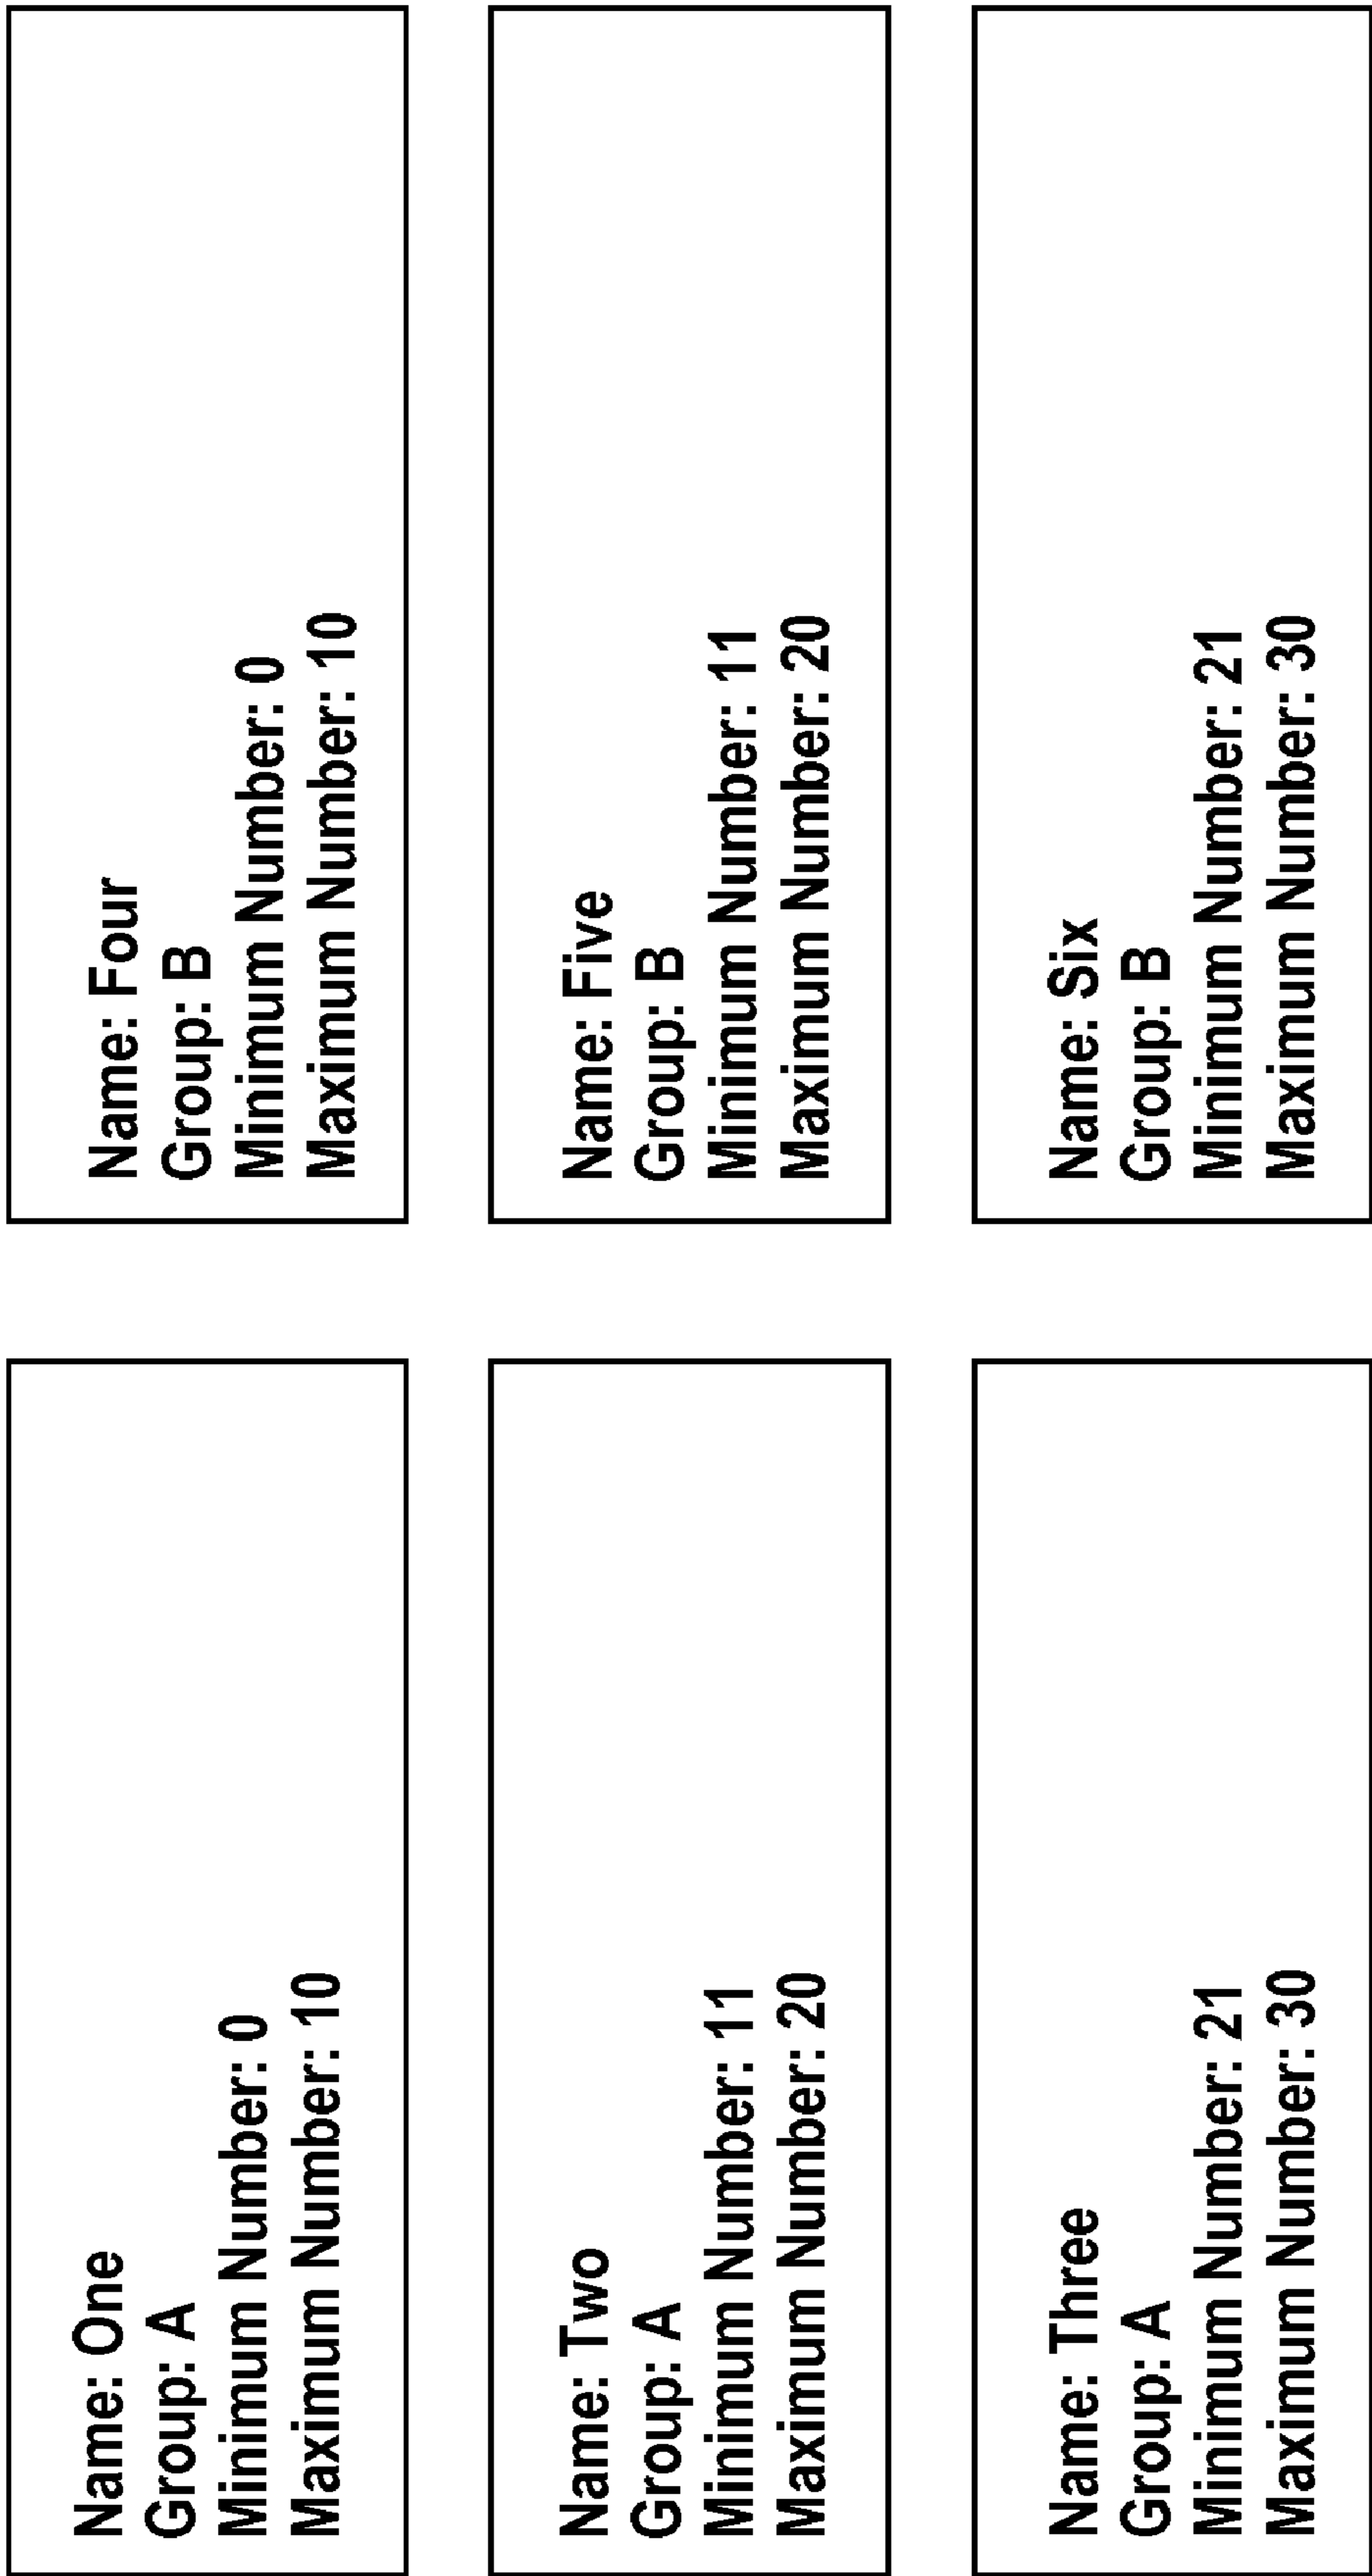 Name: One
Group: A
Minimum Number: 0
Maximum Number: 10
Name: Four
Group: B
Minimum Number: 0
Maximum Number: 10
Name: Two
Group: A
Minimum Number: 11
Maximum Number: 20
Name: Five
Group: B
Minimum Number: 11
Maximum Number: 20
Name: Three
Group: A
Minimum Number: 21
Maximum Number: 30
Name: Six
Group: B
Minimum Number: 21
Maximum Number: 30